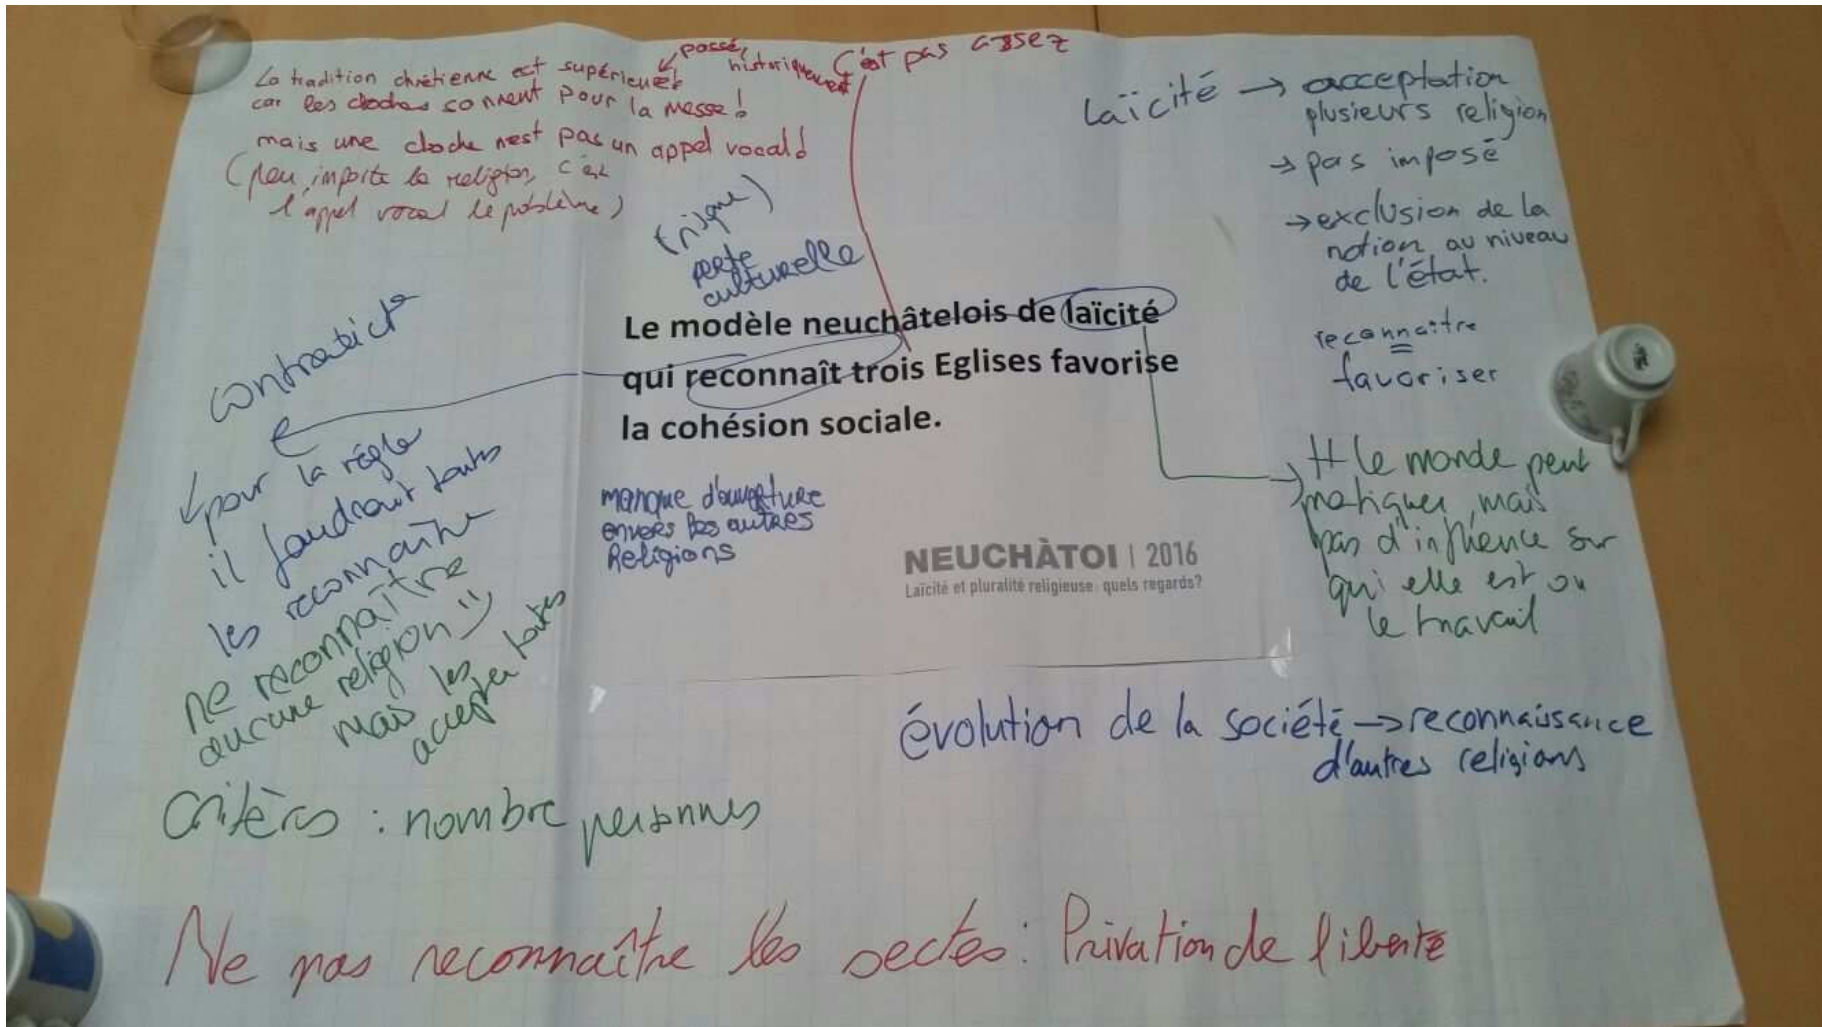 La tradition chrétienne est supérieure!
car les cloches sonnent pour la messe!
mais une cloche n'est pas un appel vocal!
(peu importe la religion, c'est
l'appel vocal le problème)
passé,
historiquement
C'est pas assez
(risque)
perte
culturelle
laïcité → acceptation
plusieurs religion
→ pas imposé
→ exclusion de la
notion au niveau
de l'état.
reconnaitre
=
favoriser
Le modèle neuchâtelois de laïcité
qui reconnaît trois Eglises favorise
la cohésion sociale.
pour la règle
il faudrait toutes
les reconnaître
ne reconnaître
aucune religion =)
mais les
accepter toutes
manque d'ouverture
envers les autres
Religions
NEUCHÀTOI | 2016
Laïcité et pluralité religieuse: quels regards?
tt le monde peut
pratiquer mais
pas d'influence sur
qui elle est ou
le travail
évolution de la société → reconnaissance
d'autres religions
Critères : nombre personnes
Ne pas reconnaître les sectes : Privation de liberté